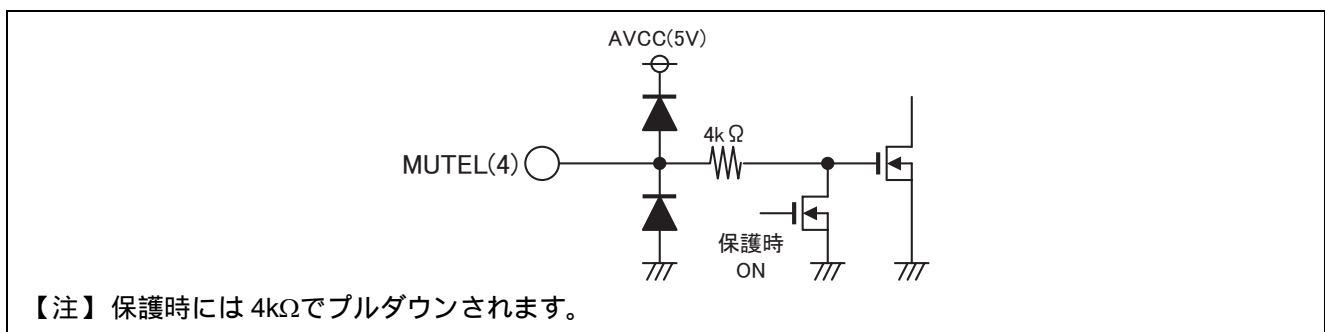 AVCC(5V)
4kΩ
MUTEL(4)
保護時
ON
【注】 保護時には 4kΩでプルダウンされます。